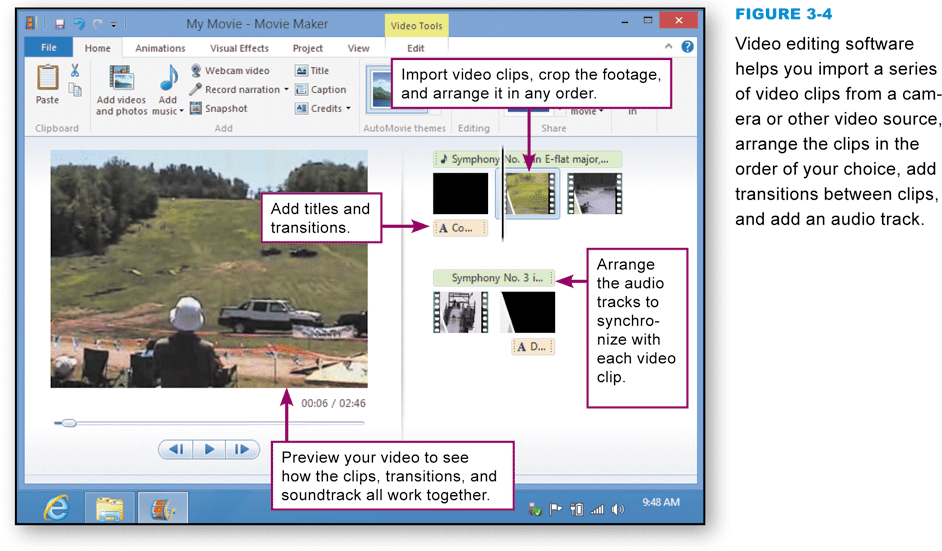 My Movie - Movie Maker
Video Tools
File Home Animations Visual Effects Project View Edit
Paste
Clipboard
Add videos
and photos
Add
music
Webcam video
Record narration
Snapshot
Title
Caption
Credits
Add
AutoMovie themes
Editing
movie
Share
in
Import video clips, crop the footage,
and arrange it in any order.
Symphony No. in E-flat major,...
Add titles and
transitions.
A Co...
Symphony No. 3 i...
A D...
Arrange
the audio
tracks to
synchro-
nize with
each video
clip.
00:06 / 02:46
Preview your video to see
how the clips, transitions, and
soundtrack all work together.
9:48 AM
FIGURE 3-4
Video editing software
helps you import a series
of video clips from a cam-
era or other video source,
arrange the clips in the
order of your choice, add
transitions between clips,
and add an audio track.